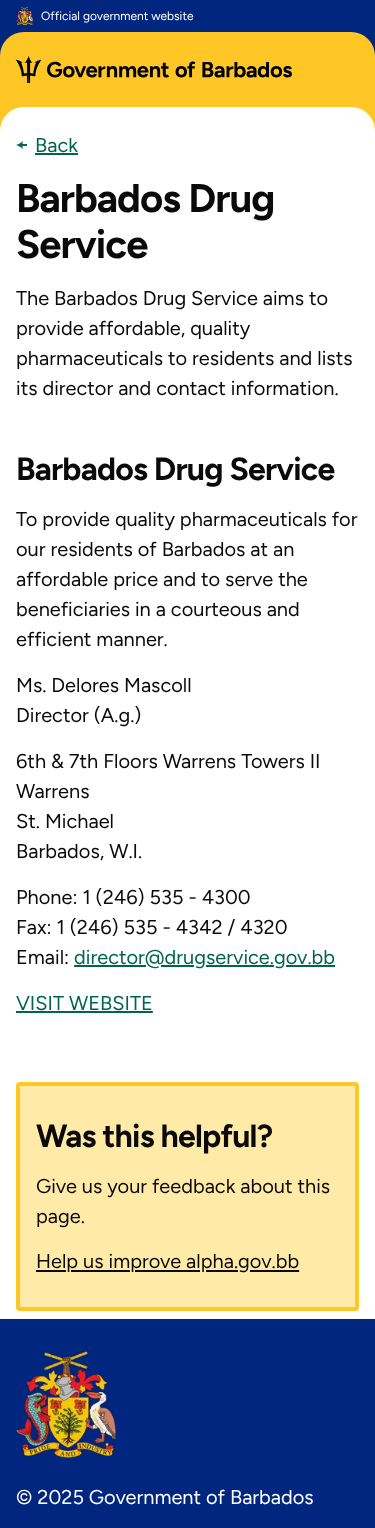 Official government website
Government of Barbados
Back
Barbados Drug
Service
The Barbados Drug Service aims to
provide affordable, quality
pharmaceuticals to residents and lists
its director and contact information.
Barbados Drug Service
To provide quality pharmaceuticals for
our residents of Barbados at an
affordable price and to serve the
beneficiaries in a courteous and
efficient manner.
Ms. Delores Mascoll
Director (A.g.)
6th & 7th Floors Warrens Towers II
Warrens
St. Michael
Barbados, W.I.
Phone: 1 (246) 535 - 4300
Fax: 1 (246) 535 - 4342 / 4320
Email: director@drugservice.gov.bb
VISIT WEBSITE
Was this helpful?
Give us your feedback about this
page.
Help us improve alpha.gov.bb
PRIDE AND INDUSTRY
© 2025 Government of Barbados